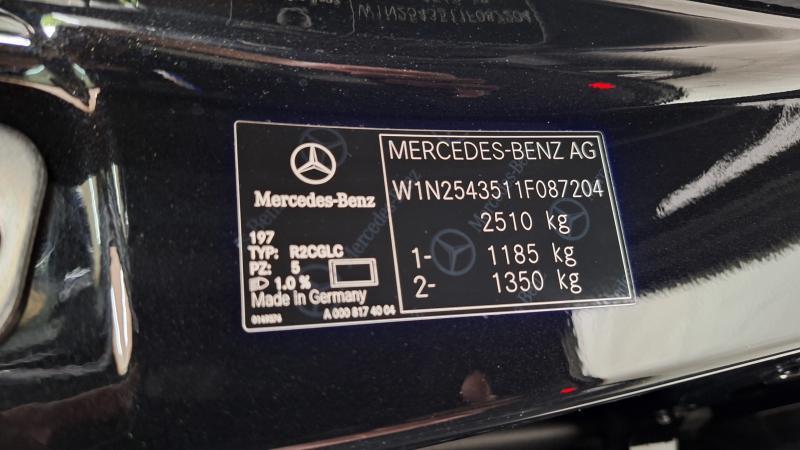 Mercedes-Benz
197
TYP: R2CGLC
PZ: 5
1.0 %
Made in Germany
A 000 817 40 04
MERCEDES-BENZ AG
W1N2543511F087204
2510 kg
1- 1185 kg
2- 1350 kg